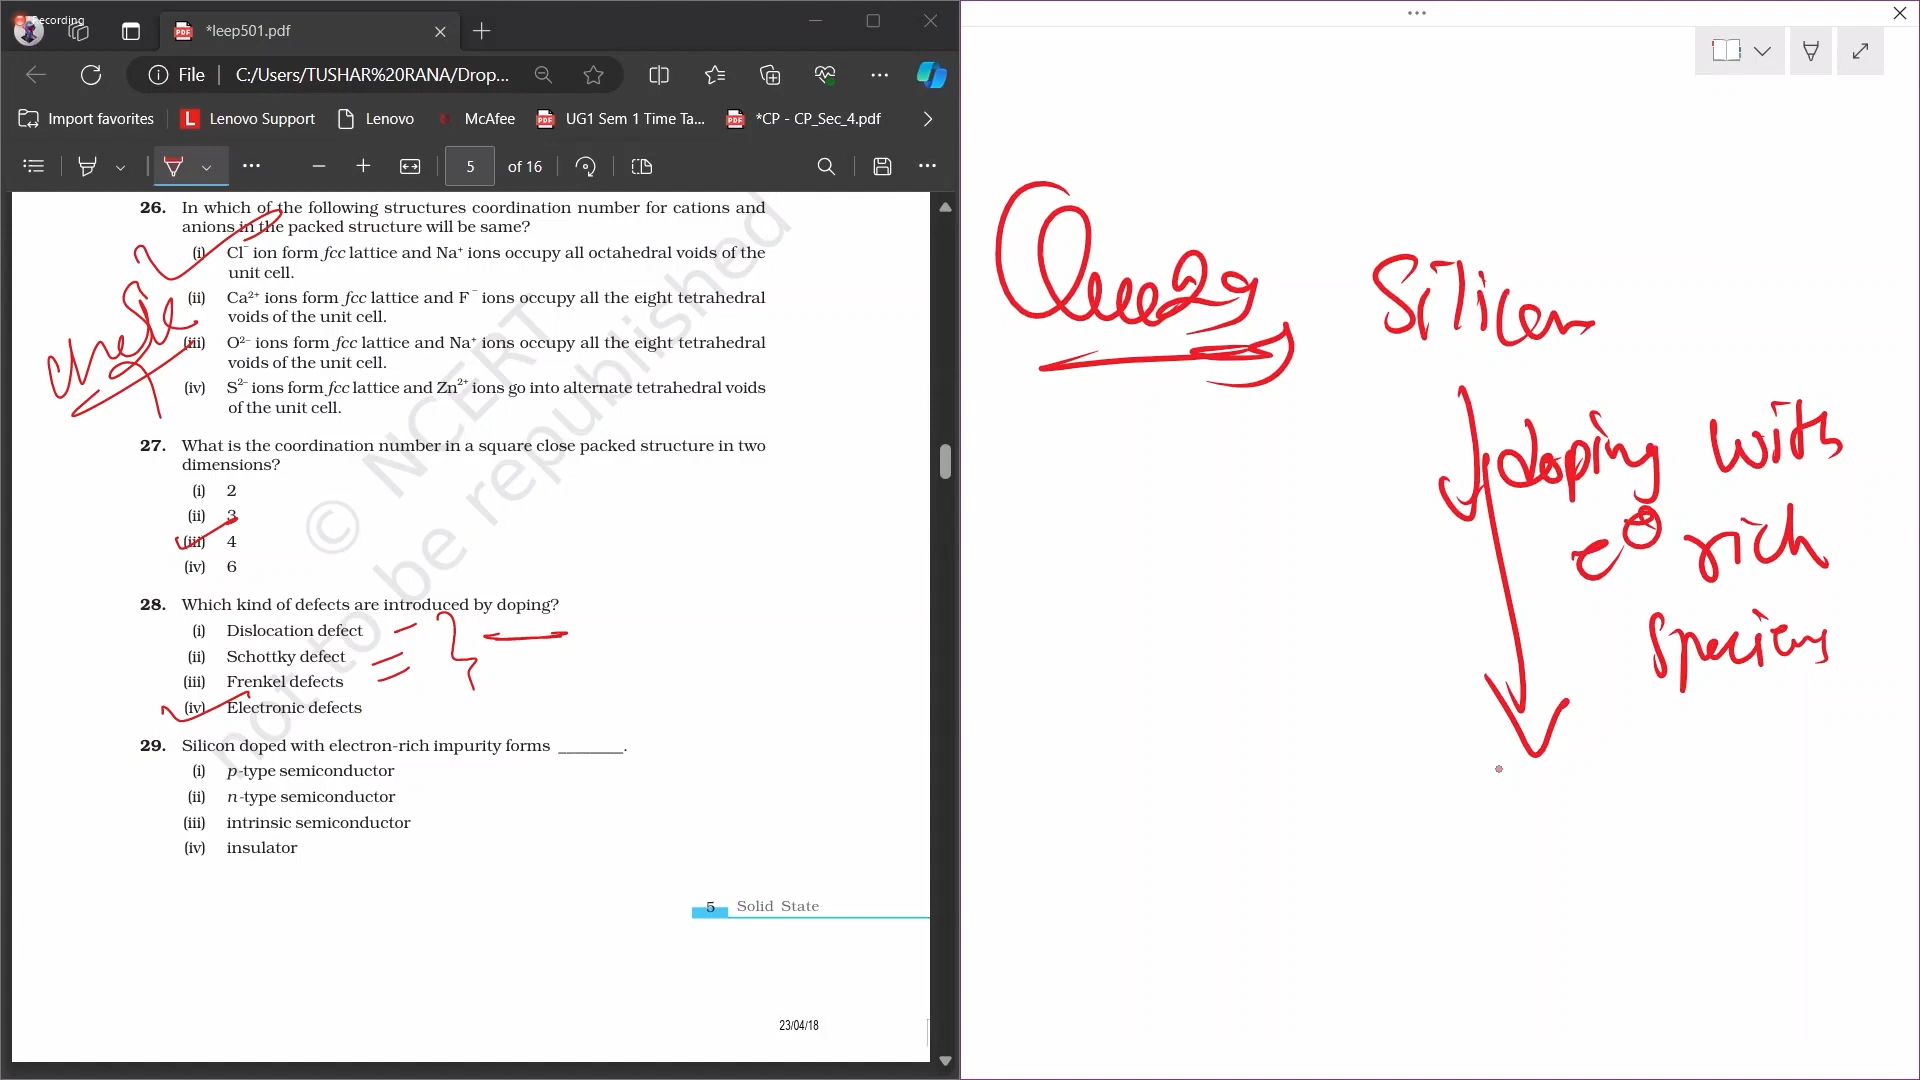 Recording
*leep501.pdf
File
C:/Users/TUSHAR%20RANA/Drop...
Import favorites
Lenovo Support
Lenovo
McAfee
UG1 Sem 1 Time Ta...
*CP - CP_Sec_4.pdf
5 of 16
26. In which of the following structures coordination number for cations and
anions in the packed structure will be same?
(i) Cl⁻ ion form fcc lattice and Na⁺ ions occupy all octahedral voids of the
unit cell.
(ii) Ca²⁺ ions form fcc lattice and F⁻ ions occupy all the eight tetrahedral
voids of the unit cell.
(iii) O²⁻ ions form fcc lattice and Na⁺ ions occupy all the eight tetrahedral
voids of the unit cell.
(iv) S²⁻ ions form fcc lattice and Zn²⁺ ions go into alternate tetrahedral voids
of the unit cell.
27. What is the coordination number in a square close packed structure in two
dimensions?
(i) 2
(ii) 3
(iii) 4
(iv) 6
28. Which kind of defects are introduced by doping?
(i) Dislocation defect
(ii) Schottky defect
(iii) Frenkel defects
(iv) Electronic defects
29. Silicon doped with electron-rich impurity forms ________.
(i) p-type semiconductor
(ii) n-type semiconductor
(iii) intrinsic semiconductor
(iv) insulator
5 Solid State
23/04/18
© NCERT
not to be republished
Silicon
doping with
e⊖ rich